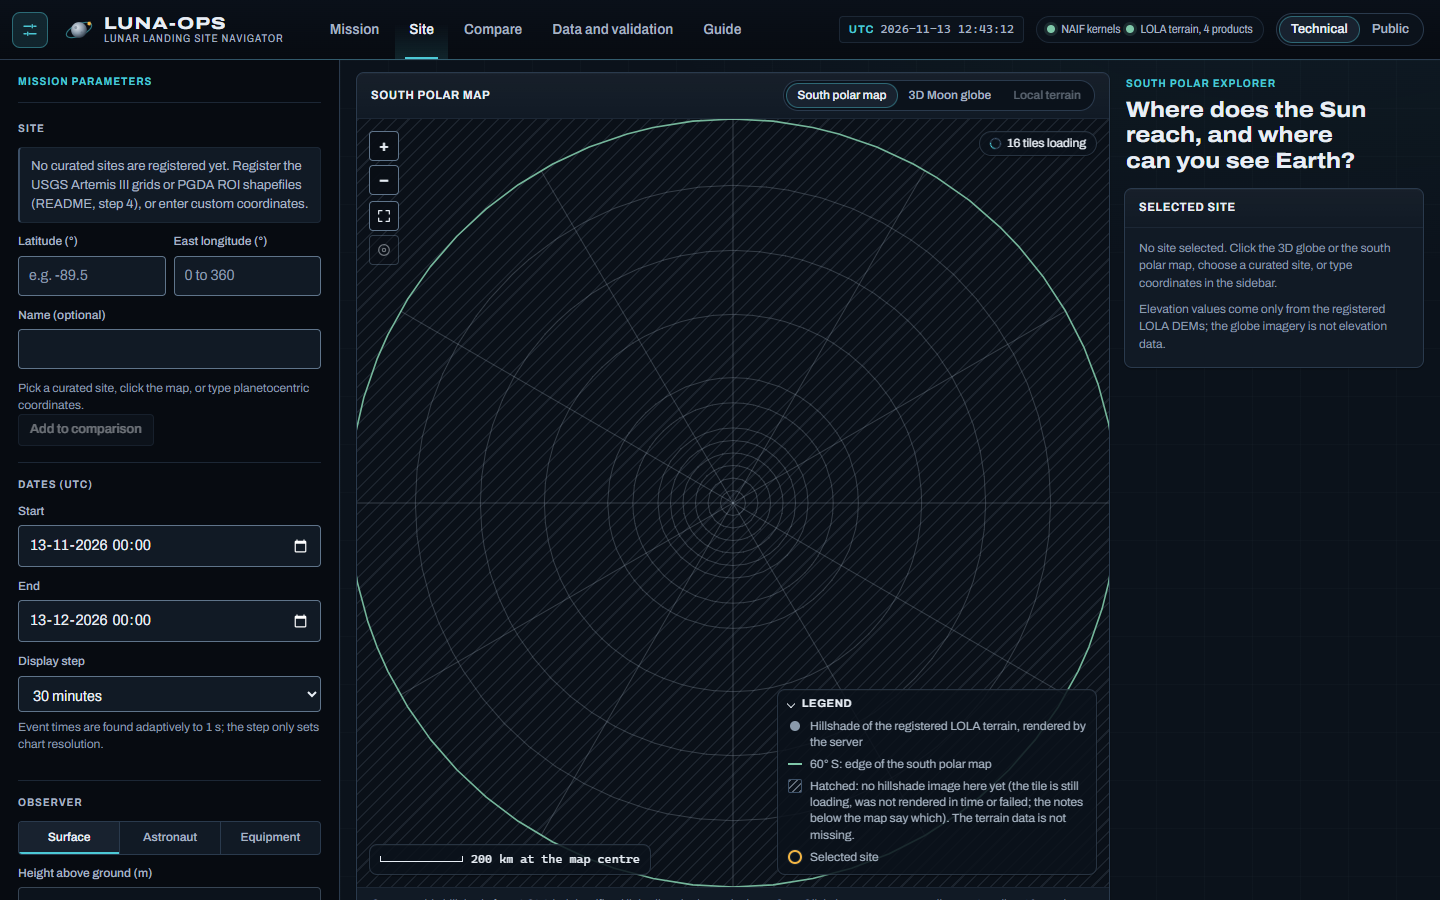 LUNA-OPS
LUNAR LANDING SITE NAVIGATOR
Mission
Site
Compare
Data and validation
Guide
UTC 2026-11-13 12:43:12
NAIF kernels
LOLA terrain, 4 products
Technical
Public
MISSION PARAMETERS
SITE
No curated sites are registered yet. Register the
USGS Artemis III grids or PGDA ROI shapefiles
(README, step 4), or enter custom coordinates.
Latitude (°)
East longitude (°)
e.g. -89.5
0 to 360
Name (optional)
Pick a curated site, click the map, or type planetocentric
coordinates.
Add to comparison
DATES (UTC)
Start
13-11-2026 00:00
End
13-12-2026 00:00
Display step
30 minutes
Event times are found adaptively to 1 s; the step only sets
chart resolution.
OBSERVER
Surface
Astronaut
Equipment
Height above ground (m)
SOUTH POLAR MAP
South polar map
3D Moon globe
Local terrain
+
−
16 tiles loading
LEGEND
Hillshade of the registered LOLA terrain, rendered by
the server
60° S: edge of the south polar map
Hatched: no hillshade image here yet (the tile is still
loading, was not rendered in time or failed; the notes
below the map say which). The terrain data is not
missing.
Selected site
200 km at the map centre
SOUTH POLAR EXPLORER
Where does the Sun
reach, and where
can you see Earth?
SELECTED SITE
No site selected. Click the 3D globe or the south
polar map, choose a curated site, or type
coordinates in the sidebar.
Elevation values come only from the registered
LOLA DEMs; the globe imagery is not elevation
data.